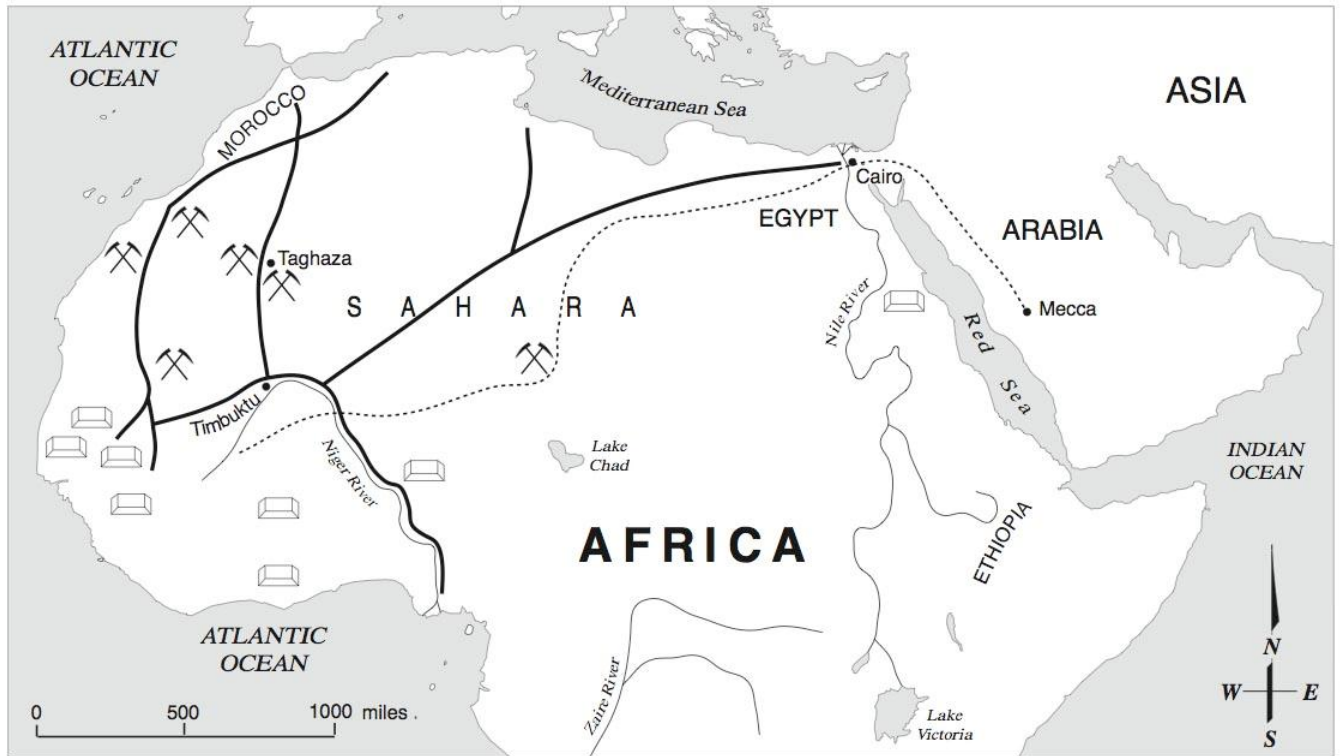 ATLANTIC
OCEAN
MOROCCO
Mediterranean Sea
ASIA
Cairo
EGYPT
ARABIA
Taghaza
SAHARA
Nile River
Red Sea
Mecca
Timbuktu
Niger River
Lake
Chad
INDIAN
OCEAN
AFRICA
ETHIOPIA
ATLANTIC
OCEAN
Zaire River
Lake
Victoria
0 500 1000 miles .
N
W E
S